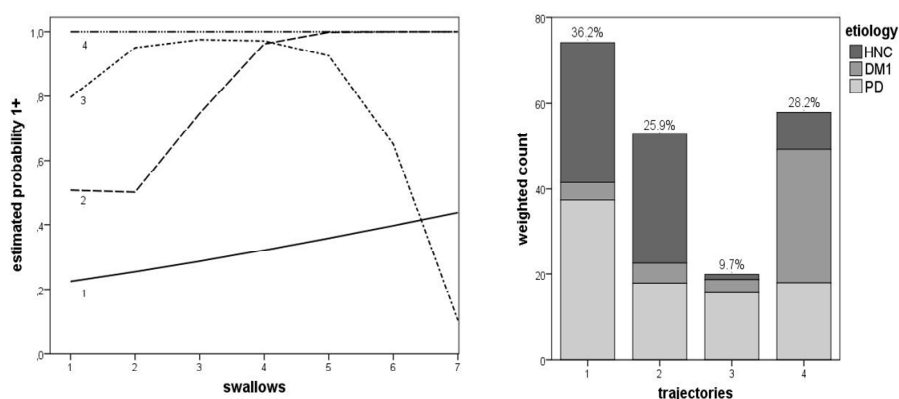 estimated probability 1+
1,0
,8
,6
,4
,2
,0
4
3
2
1
1 2 3 4 5 6 7
swallows
weighted count
80
60
40
20
0
36.2%
25.9%
9.7%
28.2%
1 2 3 4
trajectories
etiology
HNC
DM1
PD